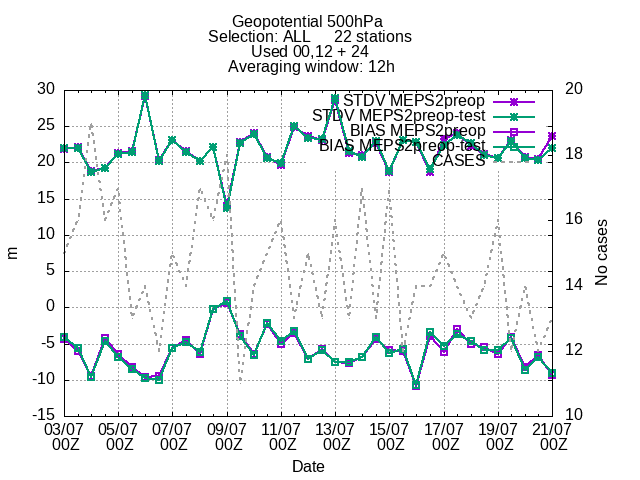 Geopotential 500hPa
Selection: ALL 22 stations
Used 00,12 + 24
Averaging window: 12h
STDV MEPS2preop
STDV MEPS2preop-test
BIAS MEPS2preop
BIAS MEPS2preop-test
CASES
30
25
20
15
10
5
0
-5
-10
-15
m
20
18
16
14
12
10
No cases
03/07 05/07 07/07 09/07 11/07 13/07 15/07 17/07 19/07 21/07
00Z 00Z 00Z 00Z 00Z 00Z 00Z 00Z 00Z 00Z
Date